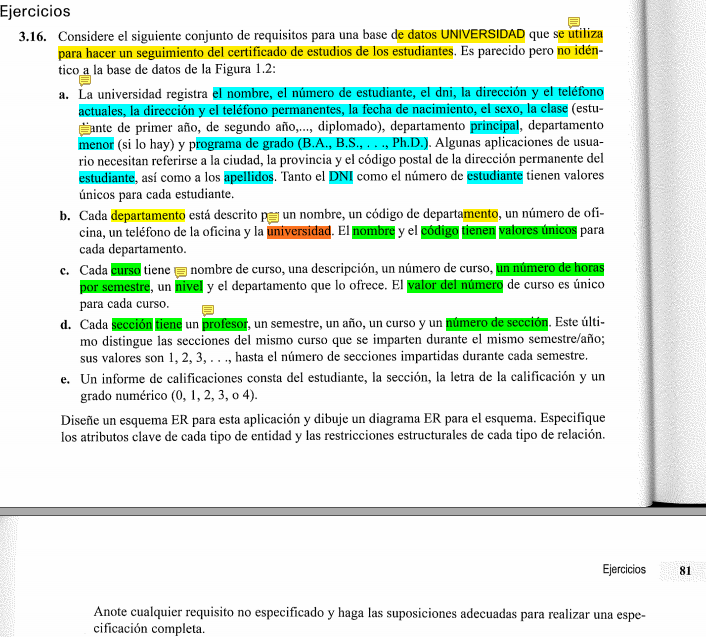 Ejercicios
3.16. Considere el siguiente conjunto de requisitos para una base de datos UNIVERSIDAD que se utiliza
para hacer un seguimiento del certificado de estudios de los estudiantes. Es parecido pero no idén-
tico a la base de datos de la Figura 1.2:
a. La universidad registra el nombre, el número de estudiante, el dni, la dirección y el teléfono
actuales, la dirección y el teléfono permanentes, la fecha de nacimiento, el sexo, la clase (estu-
diante de primer año, de segundo año,..., diplomado), departamento principal, departamento
menor (si lo hay) y programa de grado (B.A., B.S., . . ., Ph.D.). Algunas aplicaciones de usua-
rio necesitan referirse a la ciudad, la provincia y el código postal de la dirección permanente del
estudiante, así como a los apellidos. Tanto el DNI como el número de estudiante tienen valores
únicos para cada estudiante.
b. Cada departamento está descrito por un nombre, un código de departamento, un número de ofi-
cina, un teléfono de la oficina y la universidad. El nombre y el código tienen valores únicos para
cada departamento.
c. Cada curso tiene nombre de curso, una descripción, un número de curso, un número de horas
por semestre, un nivel y el departamento que lo ofrece. El valor del número de curso es único
para cada curso.
d. Cada sección tiene un profesor, un semestre, un año, un curso y un número de sección. Este últi-
mo distingue las secciones del mismo curso que se imparten durante el mismo semestre/año;
sus valores son 1, 2, 3, . . ., hasta el número de secciones impartidas durante cada semestre.
e. Un informe de calificaciones consta del estudiante, la sección, la letra de la calificación y un
grado numérico (0, 1, 2, 3, o 4).
Diseñe un esquema ER para esta aplicación y dibuje un diagrama ER para el esquema. Especifique
los atributos clave de cada tipo de entidad y las restricciones estructurales de cada tipo de relación.
Ejercicios 81
Anote cualquier requisito no especificado y haga las suposiciones adecuadas para realizar una espe-
cificación completa.